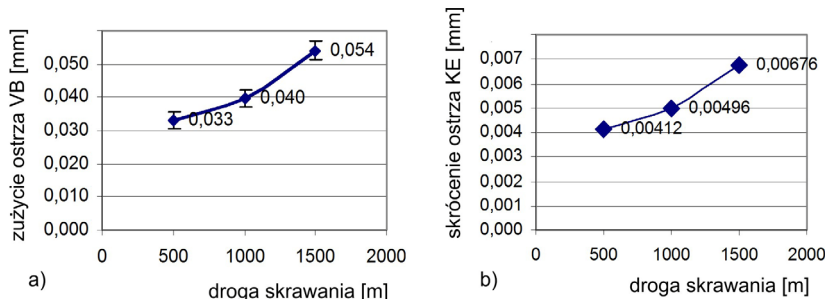 zużycie ostrza VB [mm]
0,050
0,040
0,030
0,020
0,010
0,000
0,054
0,040
0,033
0 500 1000 1500 2000
a)
droga skrawania [m]
skrócenie ostrza KE [mm]
0,007
0,006
0,005
0,004
0,003
0,002
0,001
0,000
0,00676
0,00496
0,00412
0 500 1000 1500 2000
b)
droga skrawania [m]